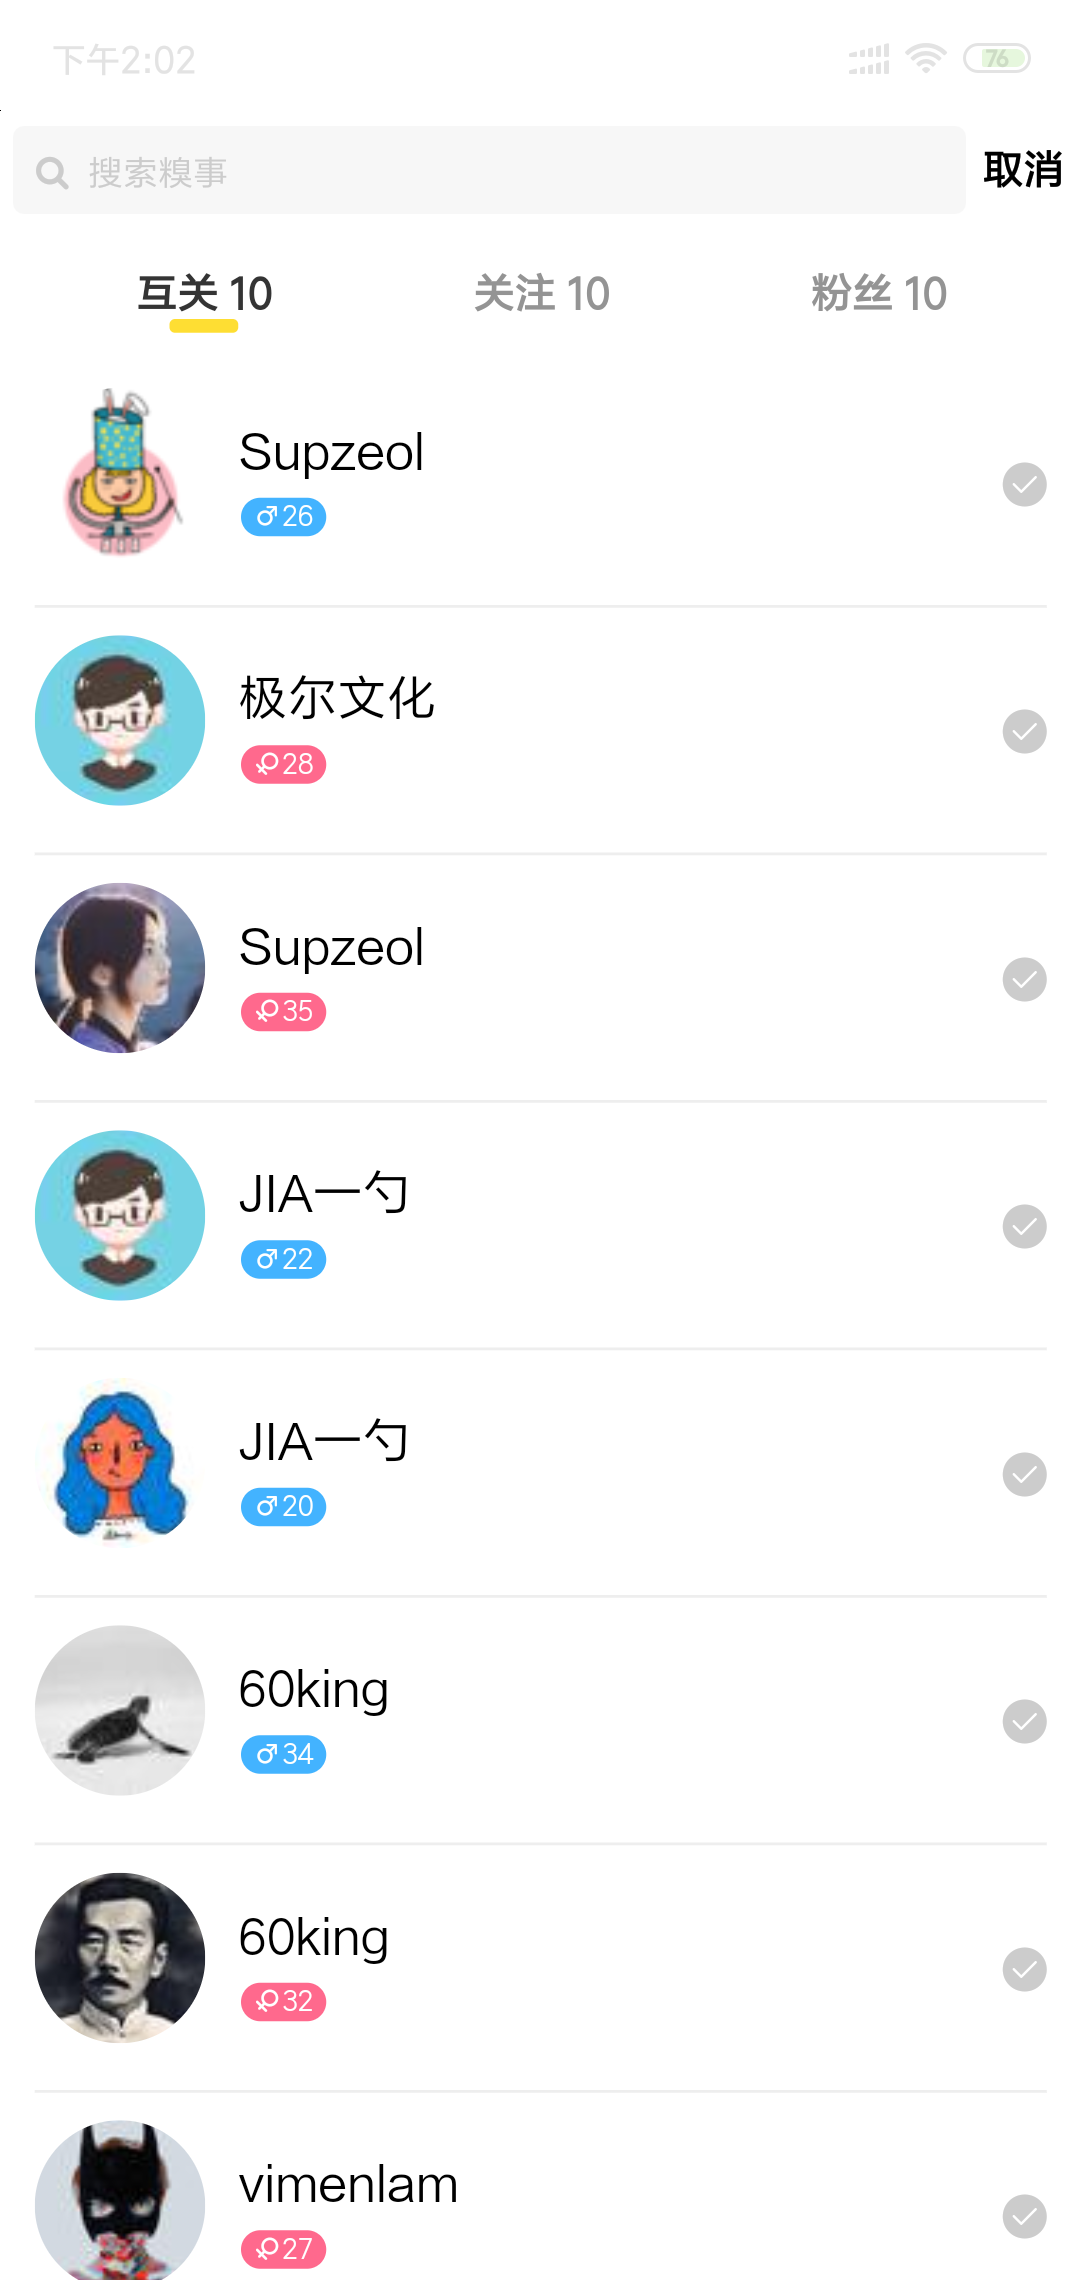 下午2:02
76
搜索糗事
取消
互关 10
关注 10
粉丝 10
Supzeol
♂26
极尔文化
♀28
Supzeol
♀35
JIA一勺
♂22
JIA一勺
♂20
60king
♂34
60king
♀32
vimenlam
♀27